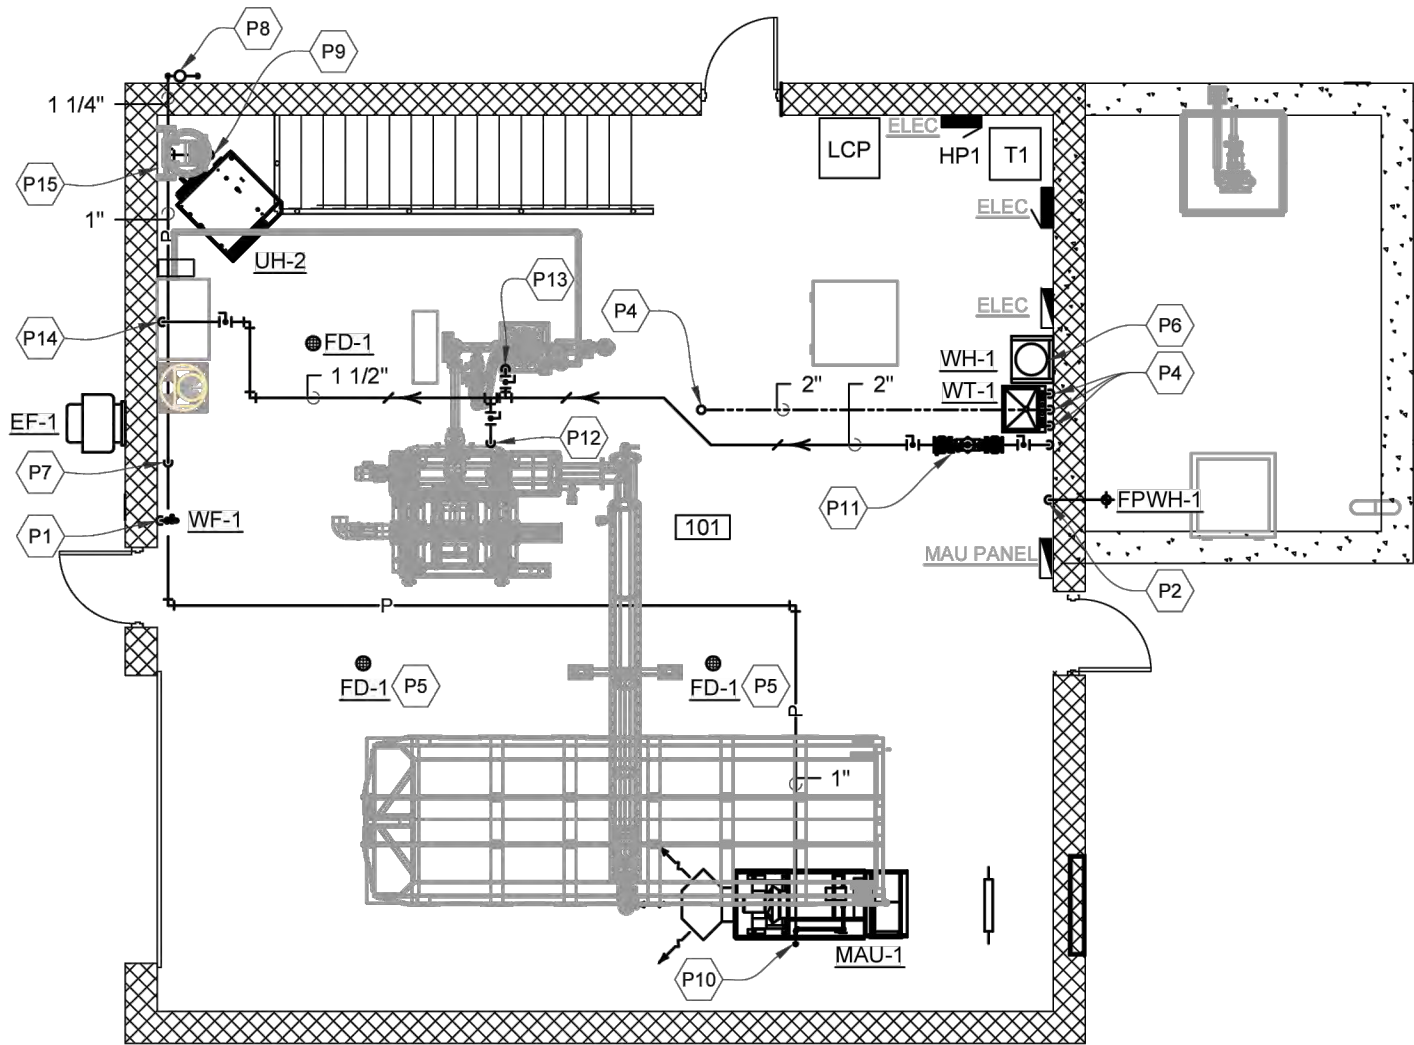 P8
P9
1 1/4"
ELEC
LCP
HP1
T1
P15
ELEC
1"
P
UH-2
P13
ELEC
P4
P6
P14
FD-1
WH-1
1 1/2"
2"
2"
WT-1
P4
EF-1
P12
P7
P11
FPWH-1
WF-1
101
P1
MAU PANEL
P2
P
FD-1
P5
FD-1
P5
P
1"
MAU-1
P10